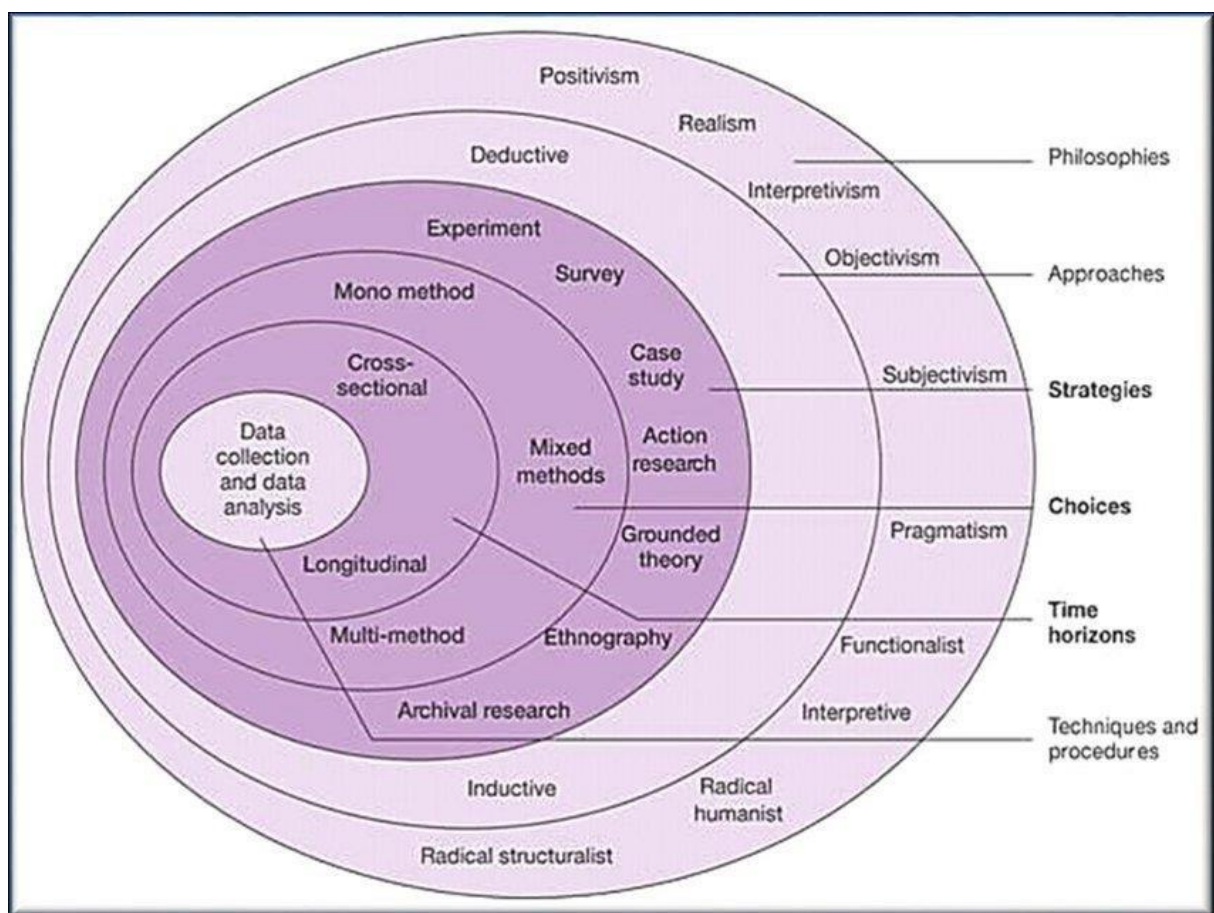 Positivism
Realism
Philosophies
Deductive
Interpretivism
Experiment
Objectivism
Survey
Approaches
Mono method
Case
study
Cross-
sectional
Subjectivism
Strategies
Data
collection
and data
analysis
Mixed
methods
Action
research
Choices
Grounded
theory
Pragmatism
Longitudinal
Time
horizons
Multi-method
Ethnography
Functionalist
Archival research
Interpretive
Techniques and
procedures
Inductive
Radical
humanist
Radical structuralist